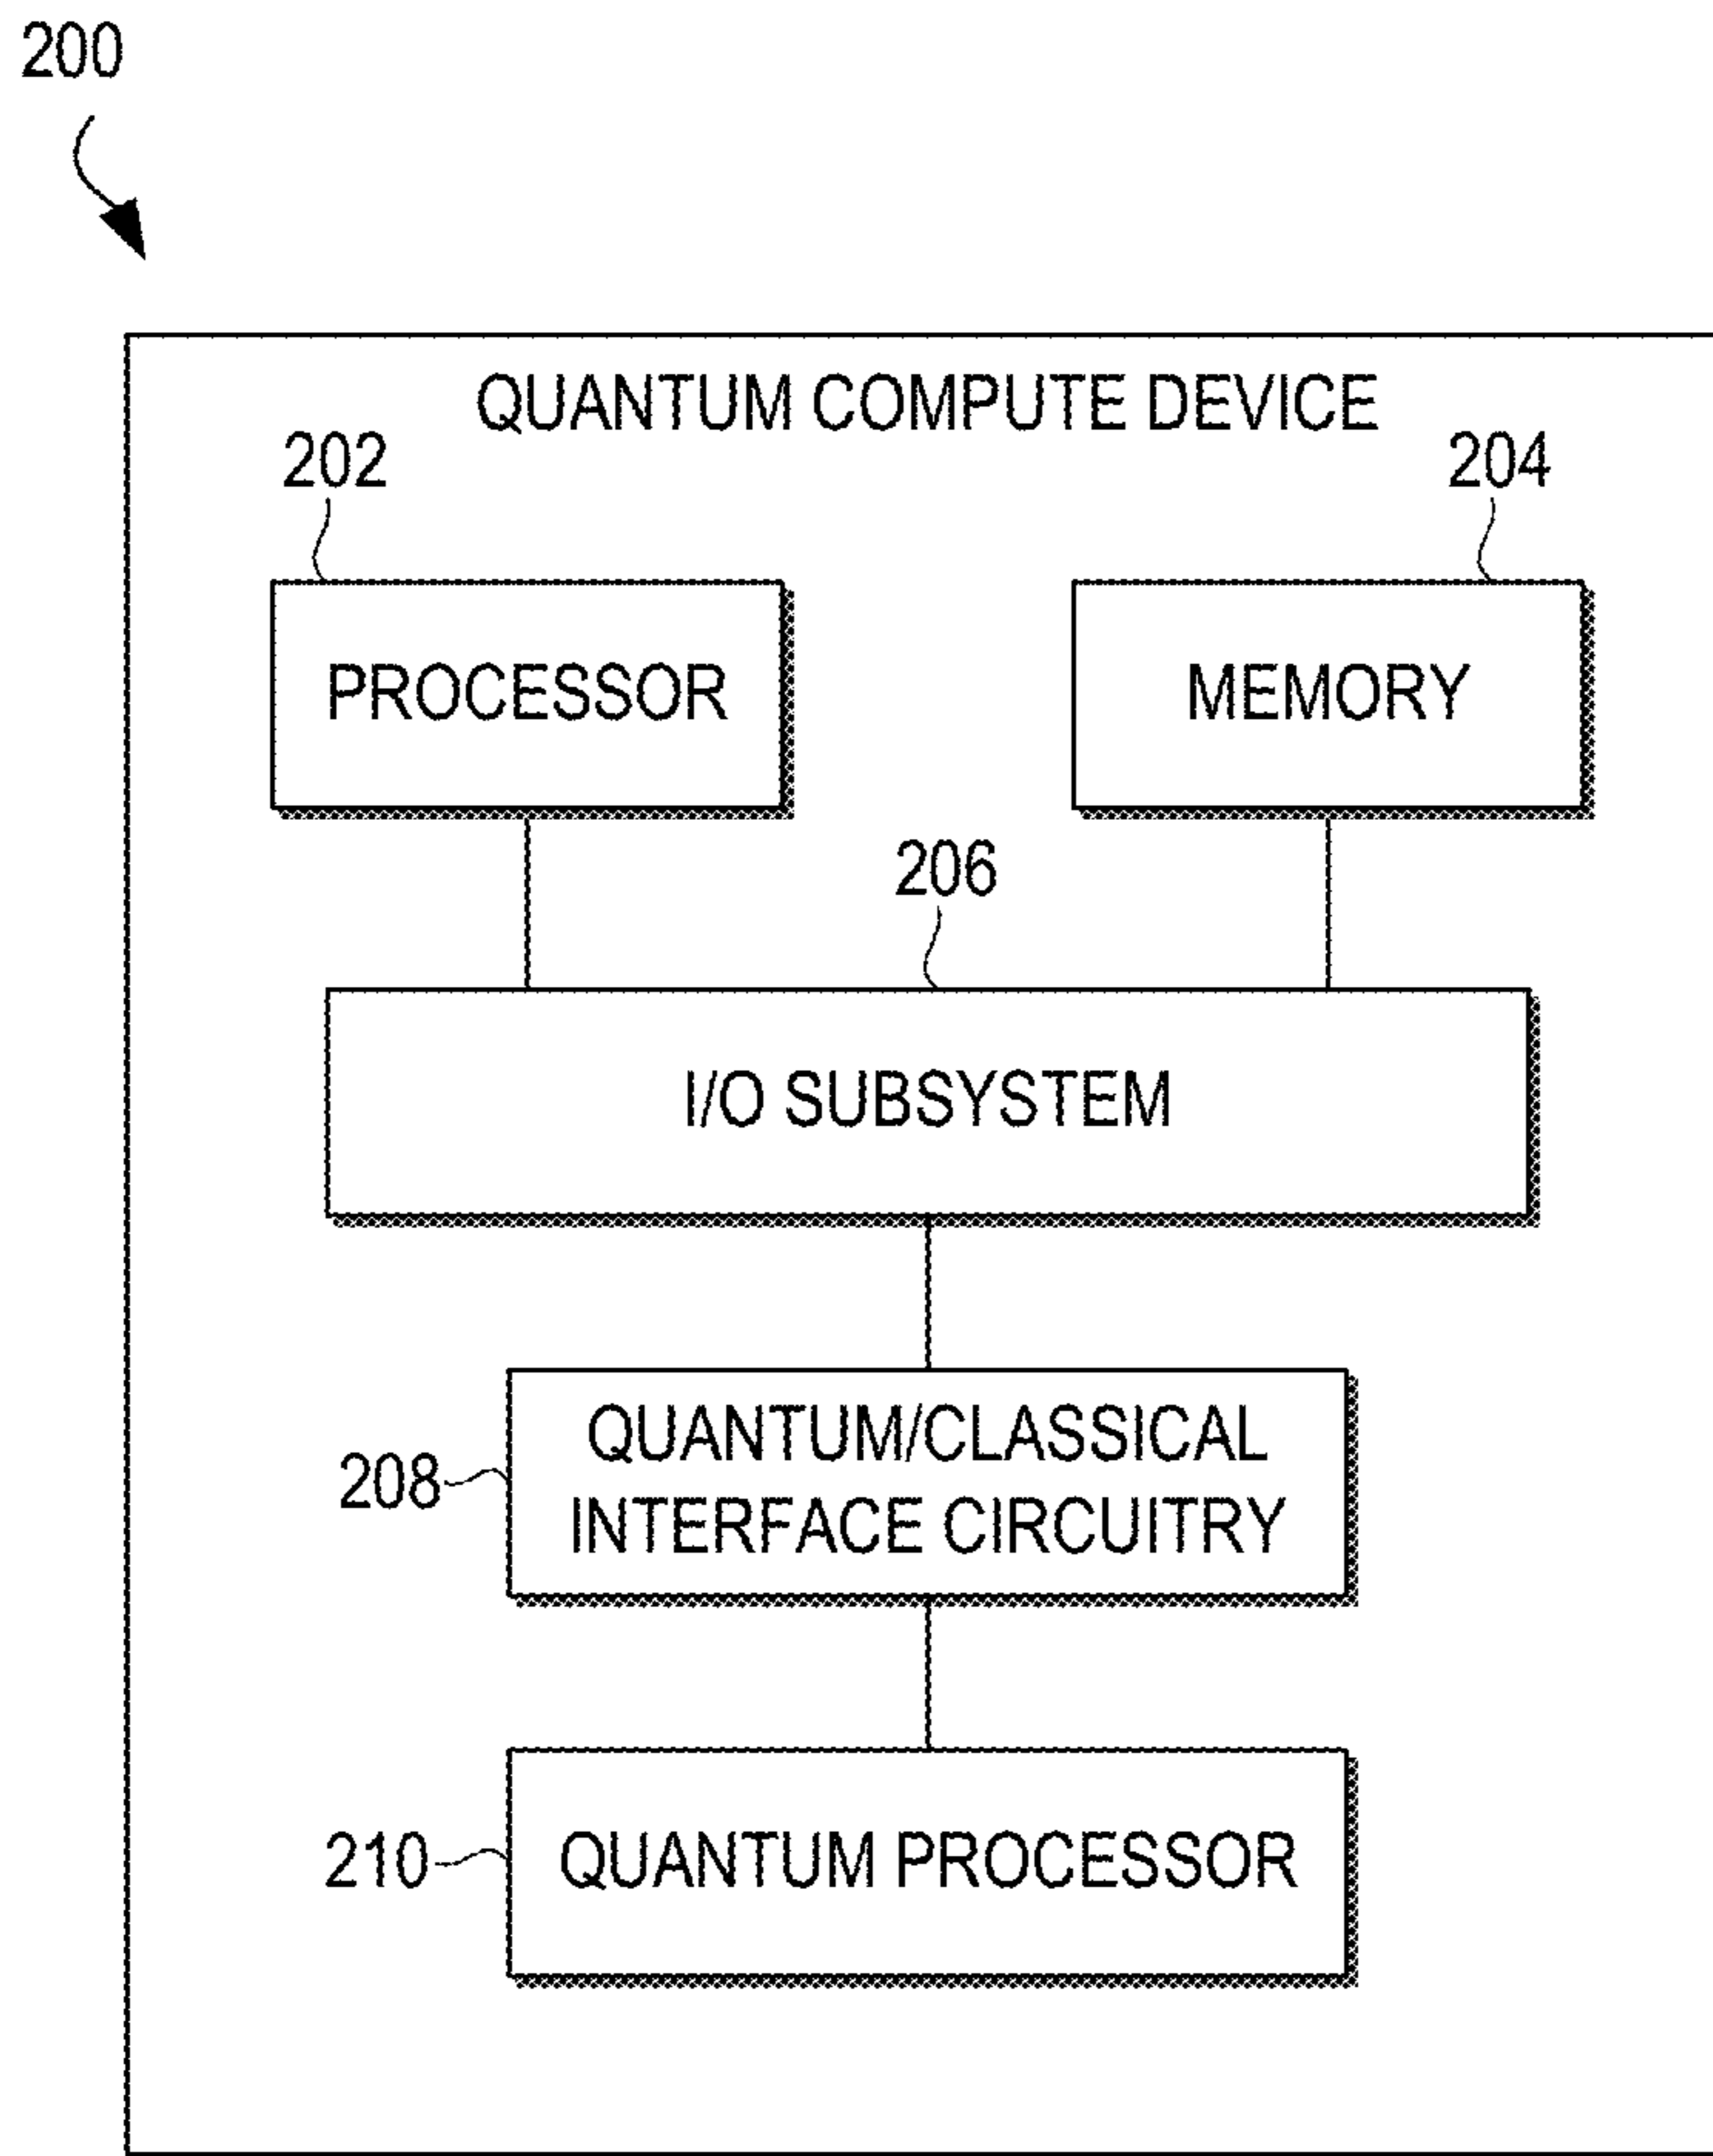 200
QUANTUM COMPUTE DEVICE
202
204
PROCESSOR
MEMORY
206
I/O SUBSYSTEM
208
QUANTUM/CLASSICAL
INTERFACE CIRCUITRY
210
QUANTUM PROCESSOR